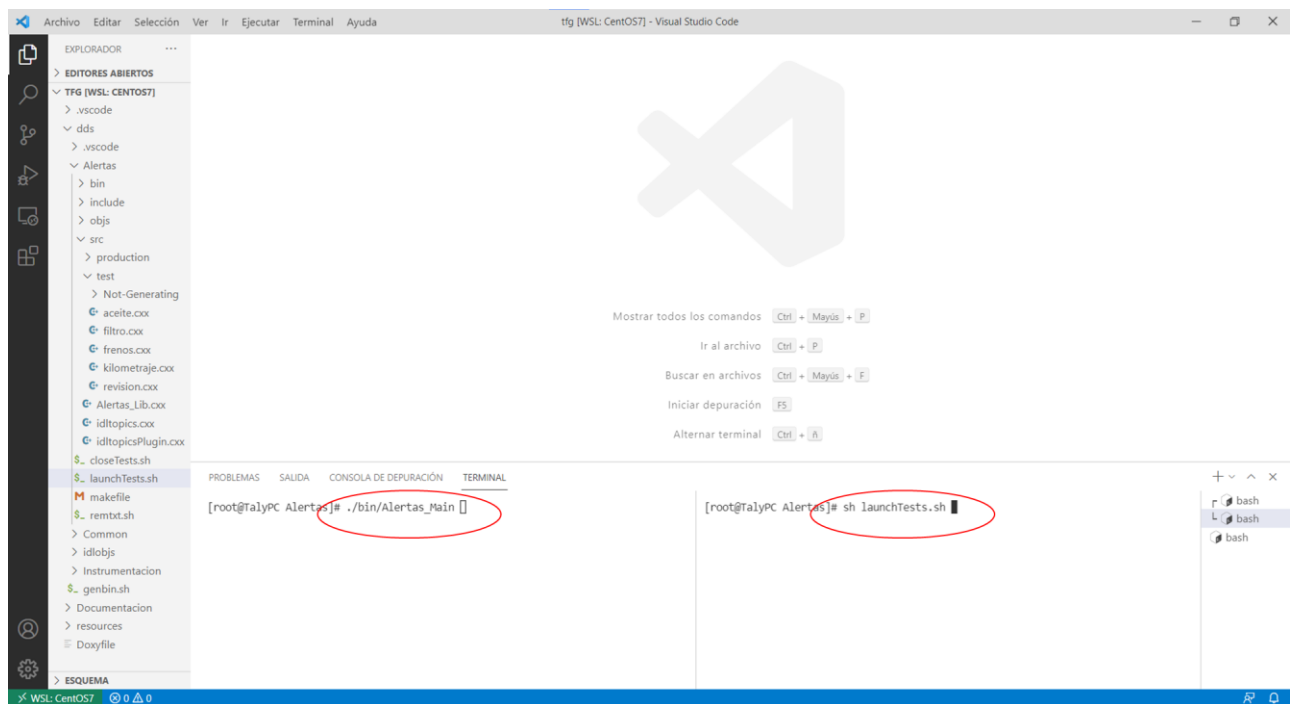 Archivo Editar Selección Ver Ir Ejecutar Terminal Ayuda
tfg [WSL: CentOS7] - Visual Studio Code
EXPLORADOR
EDITORES ABIERTOS
TFG [WSL: CENTOS7]
.vscode
dds
.vscode
Alertas
bin
include
objs
src
production
test
Not-Generating
aceite.cxx
filtro.cxx
frenos.cxx
kilometraje.cxx
revision.cxx
Alertas_Lib.cxx
idltopics.cxx
idltopicsPlugin.cxx
closeTests.sh
launchTests.sh
makefile
remtxt.sh
Common
idlobjs
Instrumentacion
genbin.sh
Documentacion
resources
Doxyfile
ESQUEMA
Mostrar todos los comandos Ctrl + Mayús + P
Ir al archivo Ctrl + P
Buscar en archivos Ctrl + Mayús + F
Iniciar depuración F5
Alternar terminal Ctrl + ñ
PROBLEMAS SALIDA CONSOLA DE DEPURACIÓN TERMINAL
[root@TalyPC Alertas]# ./bin/Alertas_Main
[root@TalyPC Alertas]# sh launchTests.sh
bash
bash
bash
WSL: CentOS7 0 0